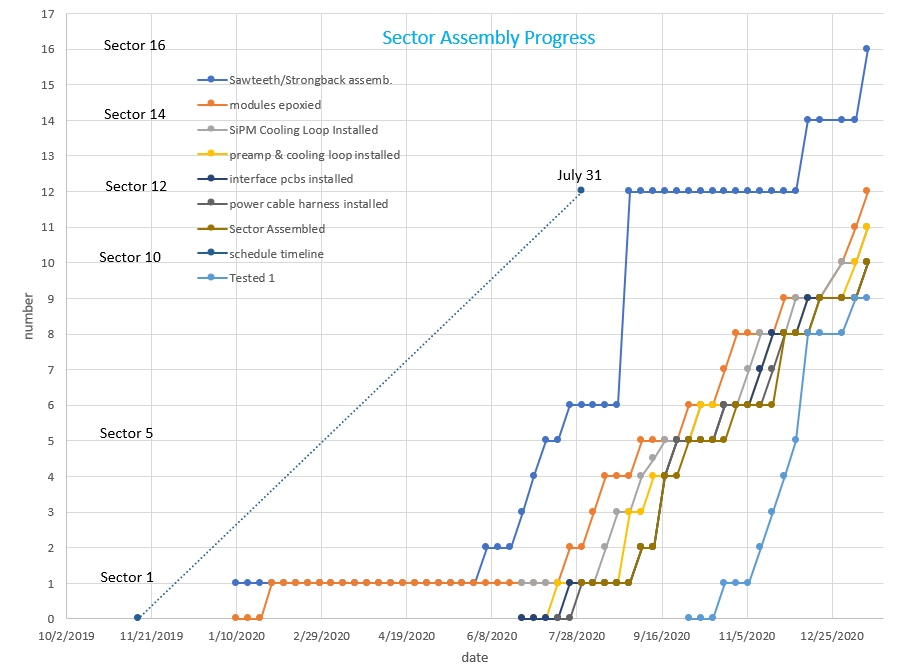 Sector Assembly Progress
17
16
15
14
13
12
11
10
9
8
7
6
5
4
3
2
1
0
number
Sector 16
Sector 14
Sector 12
Sector 10
Sector 5
Sector 1
Sawteeth/Strongback assemb.
modules epoxied
SiPM Cooling Loop Installed
preamp & cooling loop installed
interface pcbs installed
power cable harness installed
Sector Assembled
schedule timeline
Tested 1
July 31
10/2/2019 11/21/2019 1/10/2020 2/29/2020 4/19/2020 6/8/2020 7/28/2020 9/16/2020 11/5/2020 12/25/2020
date